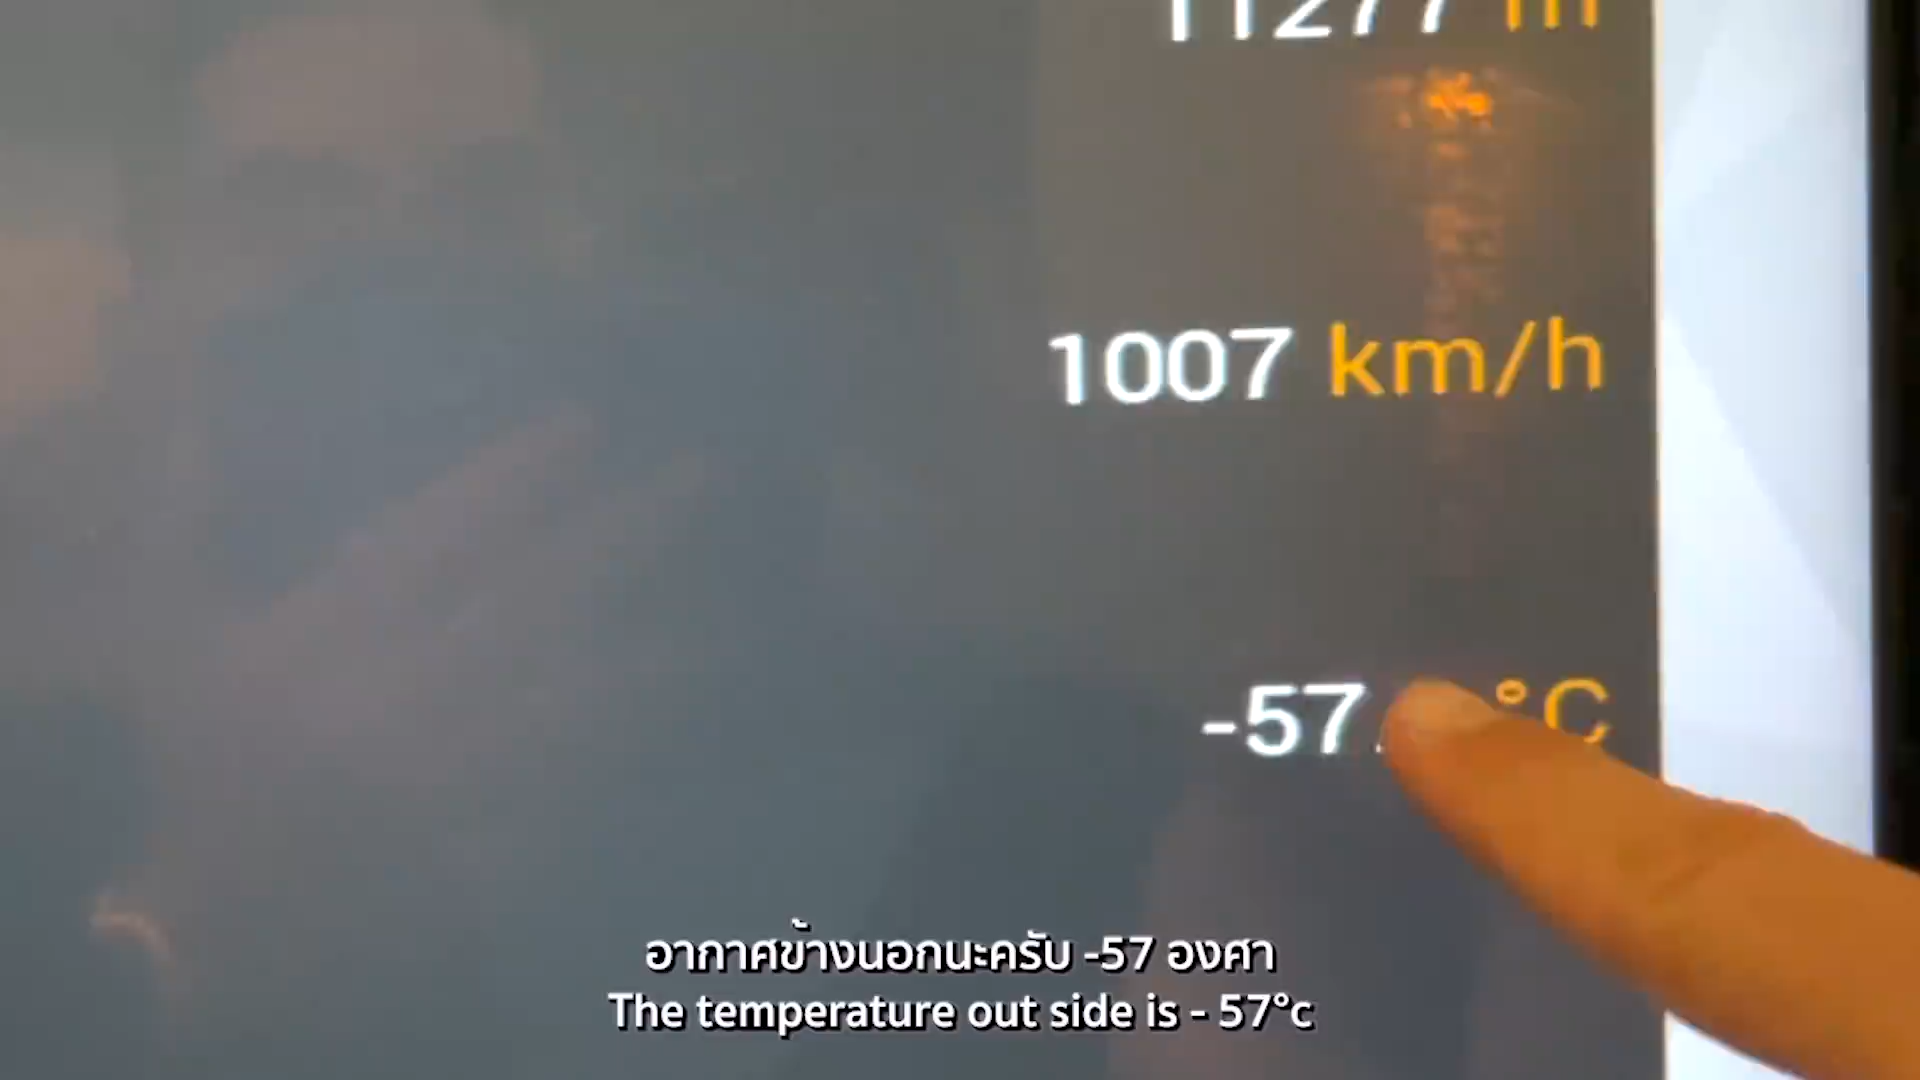 11277 m
1007 km/h
-57. °C
อากาศข้างนอกนะครับ -57 องศา
The temperature out side is - 57°c